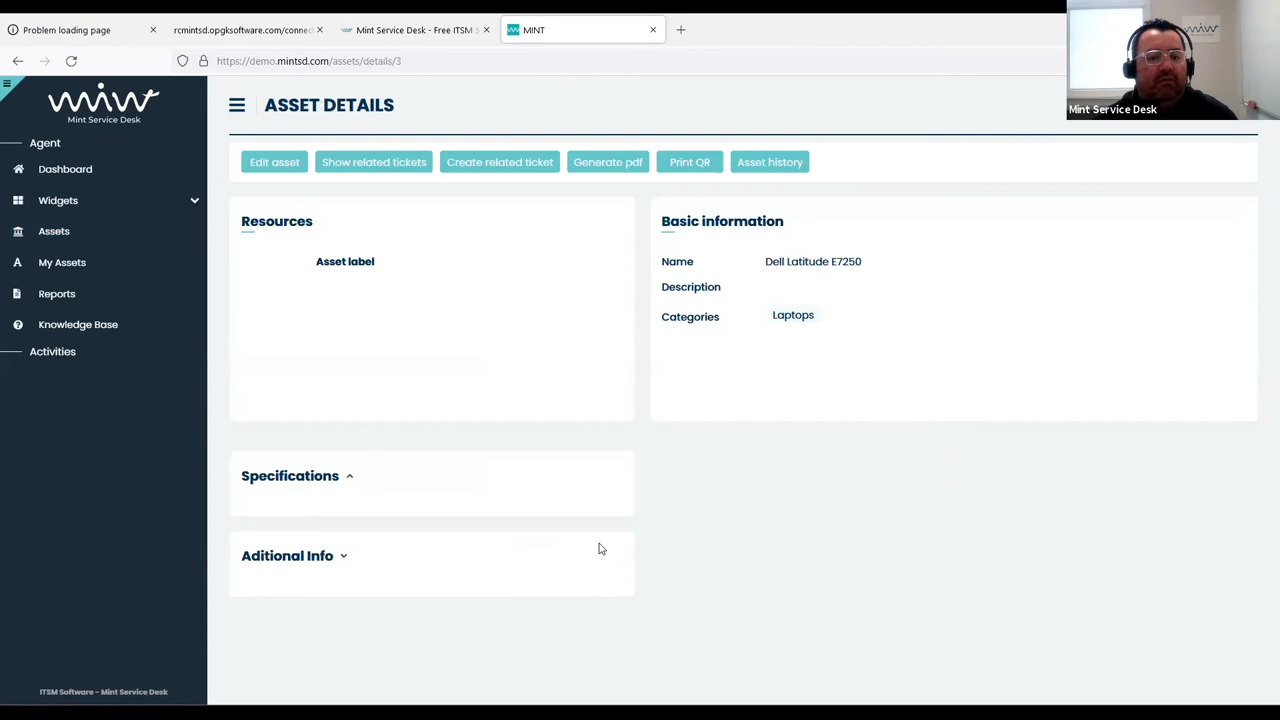 Problem loading page
rcmintsd.opgksoftware.com/connect
Mint Service Desk - Free ITSM S
MINT
https://demo.mintsd.com/assets/details/3
Mint Service Desk
miw
Mint Service Desk
ASSET DETAILS
Agent
Dashboard
Widgets
Assets
My Assets
Reports
Knowledge Base
Activities
Edit asset
Show related tickets
Create related ticket
Generate pdf
Print QR
Asset history
Resources
Asset label
Basic information
Name
Dell Latitude E7250
Description
Categories
Laptops
Specifications
Aditional Info
ITSM Software - Mint Service Desk